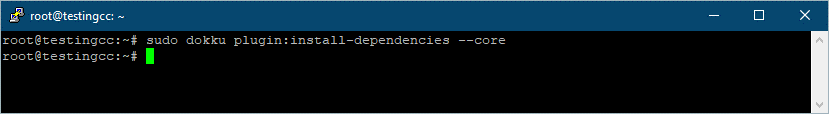 root@testingcc: ~
root@testingcc:~# sudo dokku plugin:install-dependencies --core
root@testingcc:~#